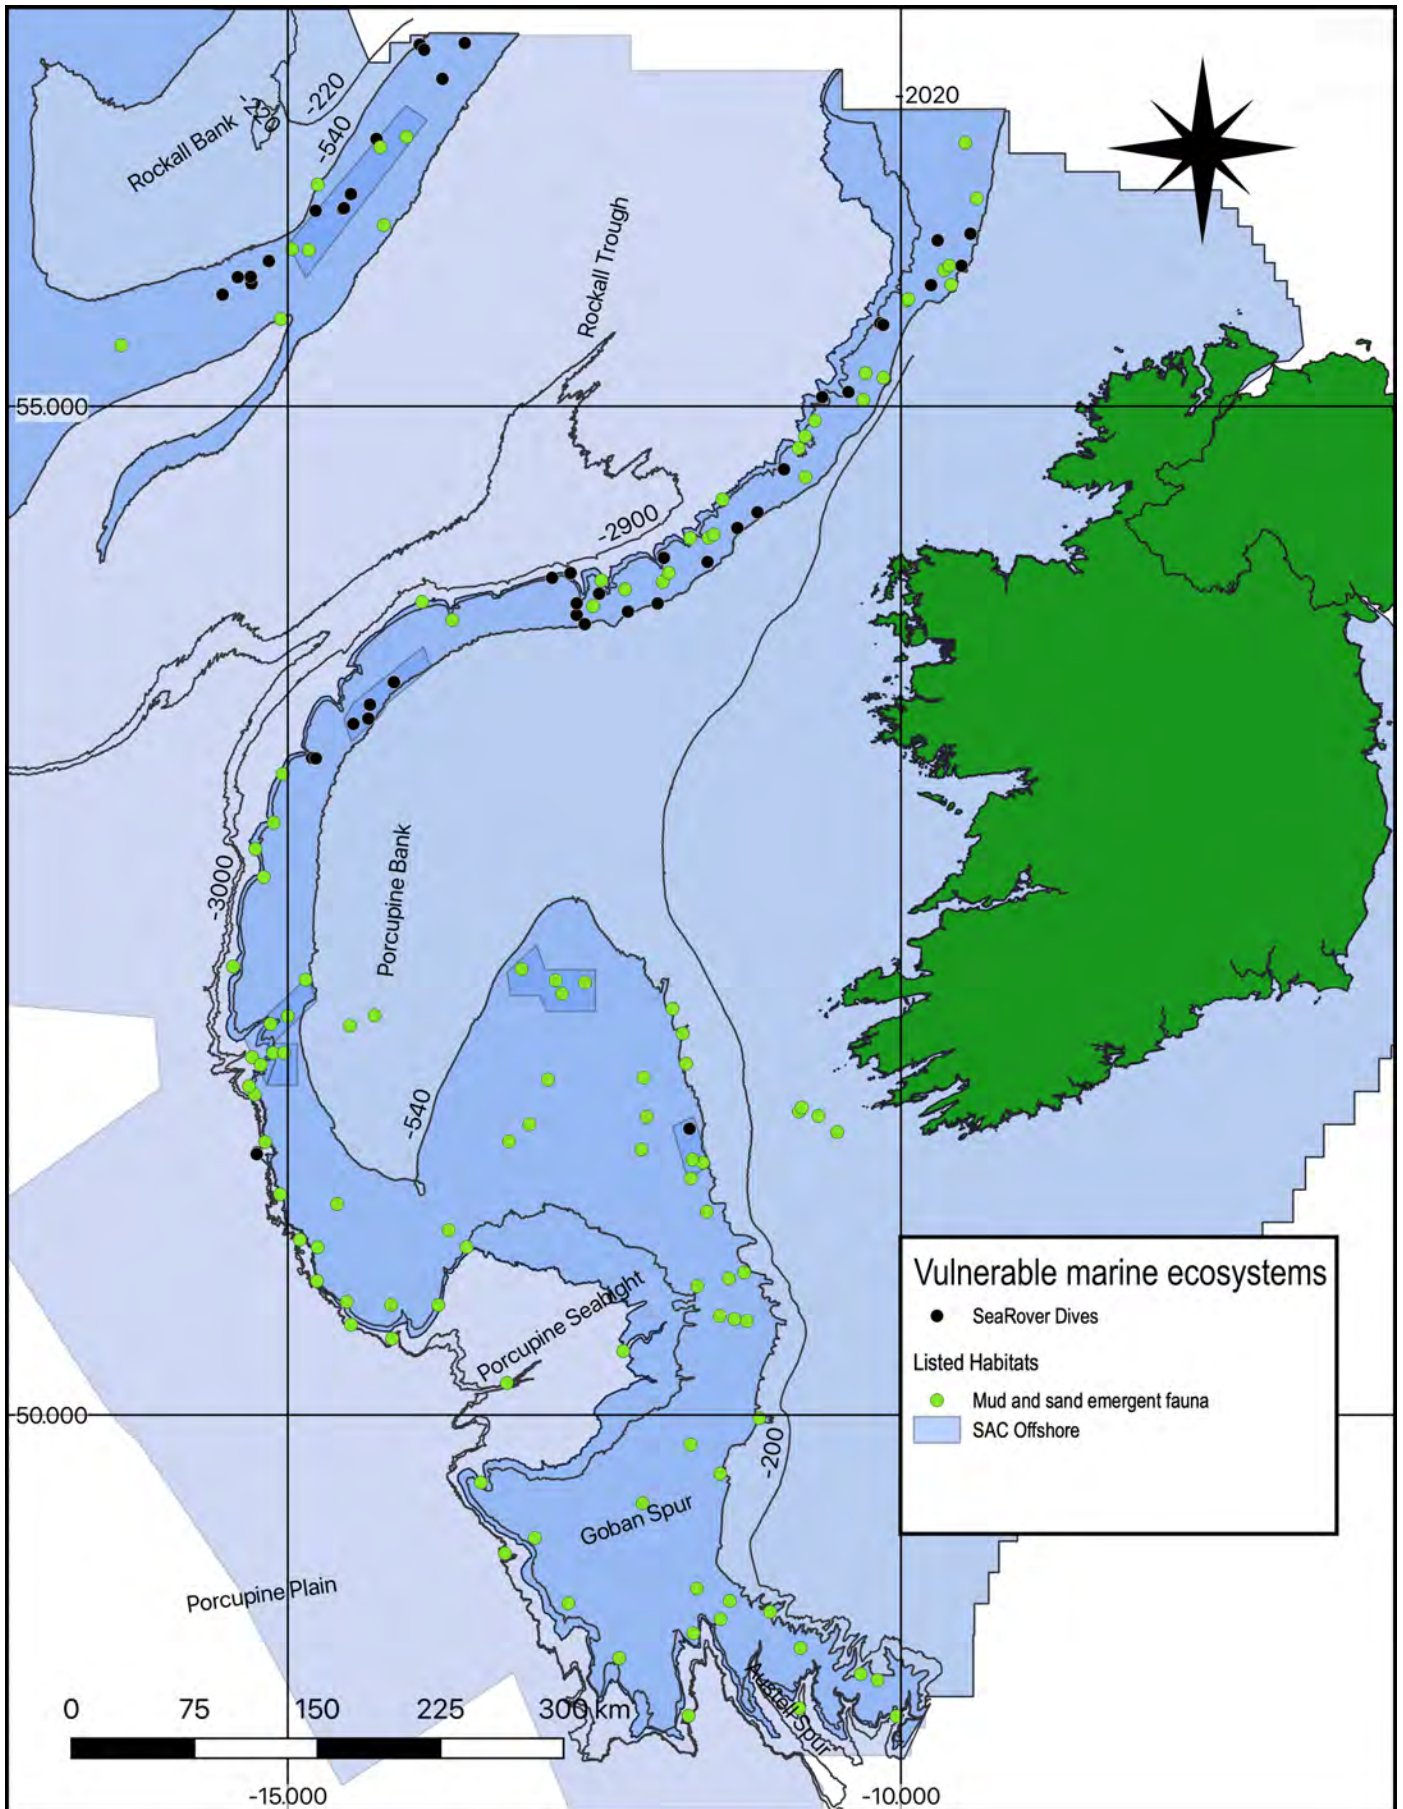 -2020
-220
-220
-540
Rockall Bank
Rockall Trough
55.000
-2900
-3000
Porcupine Bank
-540
Porcupine Seabight
Vulnerable marine ecosystems
SeaRover Dives
Listed Habitats
Mud and sand emergent fauna
SAC Offshore
50.000
-200
Goban Spur
Porcupine Plain
Austell Spur
0 75 150 225 300 km
-15.000 -10.000